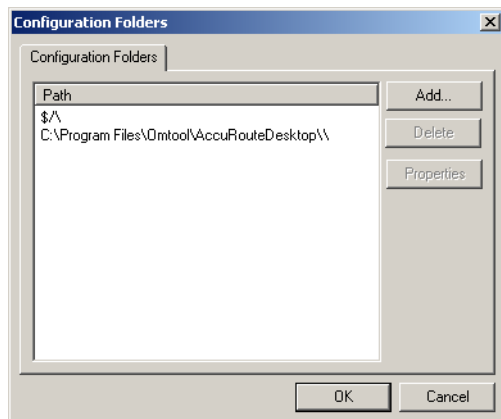 Configuration Folders
Configuration Folders
Path
$/\
C:\Program Files\Omtool\AccuRouteDesktop\\
Add...
Delete
Properties
OK
Cancel